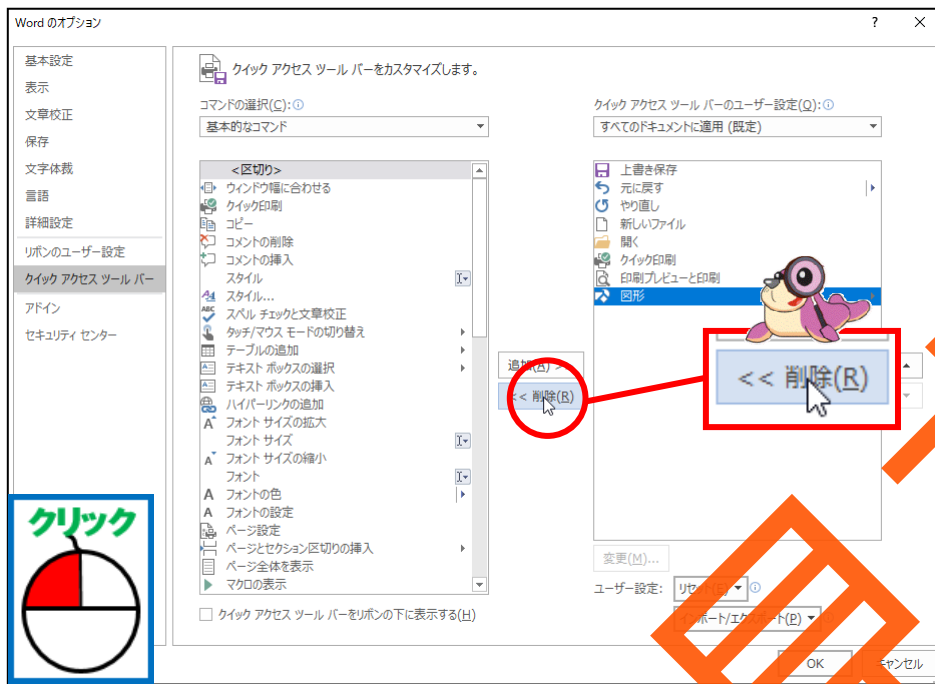 Word のオプション
?
×
基本設定
表示
文章校正
保存
文字体裁
言語
詳細設定
リボンのユーザー設定
クイック アクセス ツール バー
アドイン
セキュリティ センター
クイック アクセス ツール バーをカスタマイズします。
コマンドの選択(C):
基本的なコマンド
<区切り>
ウィンドウ幅に合わせる
クイック印刷
コピー
コメントの削除
コメントの挿入
スタイル
スタイル...
スペル チェックと文章校正
タッチ/マウス モードの切り替え
テーブルの追加
テキスト ボックスの選択
テキスト ボックスの挿入
ハイパーリンクの追加
フォント サイズの拡大
フォント サイズ
フォント サイズの縮小
フォント
フォントの色
フォントの設定
ページ設定
ページとセクション区切りの挿入
ページ全体を表示
マクロの表示
クイック アクセス ツール バーをリボンの下に表示する(H)
追加(A) >
<< 削除(R)
クイック アクセス ツール バーのユーザー設定(Q):
すべてのドキュメントに適用 (既定)
上書き保存
元に戻す
やり直し
新しいファイル
開く
クイック印刷
印刷プレビューと印刷
図形
<< 削除(R)
変更(M)...
ユーザー設定:
リセット(E)
インポート/エクスポート(P)
OK
キャンセル
クリック